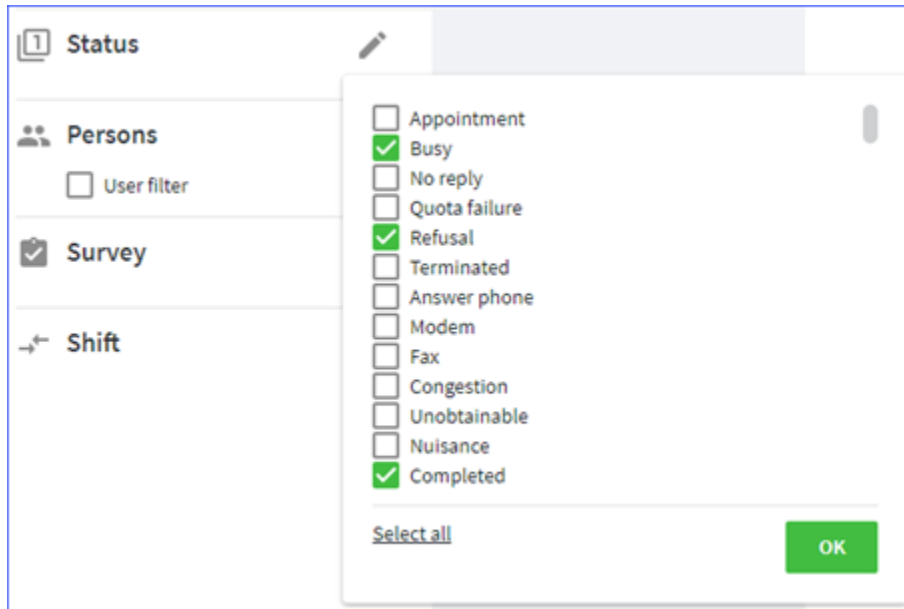 Status
Persons
User filter
Survey
Shift
Appointment
Busy
No reply
Quota failure
Refusal
Terminated
Answer phone
Modem
Fax
Congestion
Unobtainable
Nuisance
Completed
Select all
OK